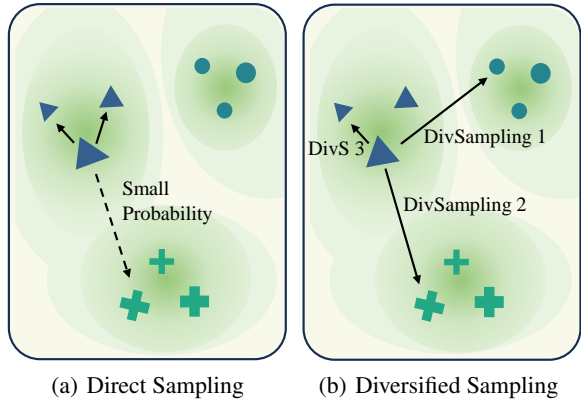 Small
Probability
DivSampling 1
DivS 3
DivSampling 2
(a) Direct Sampling
(b) Diversified Sampling